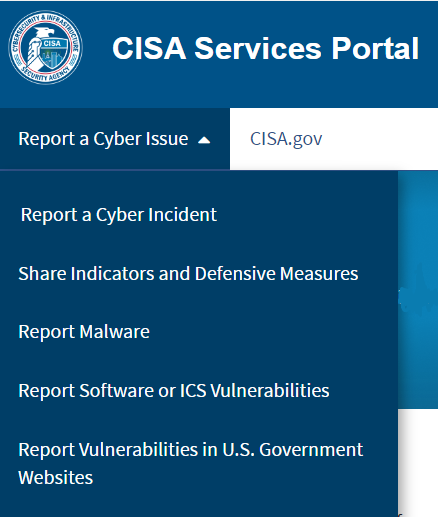 CYBERSECURITY & INFRASTRUCTURE
CISA
SECURITY AGENCY
CISA Services Portal
Report a Cyber Issue
CISA.gov
Report a Cyber Incident
Share Indicators and Defensive Measures
Report Malware
Report Software or ICS Vulnerabilities
Report Vulnerabilities in U.S. Government
Websites